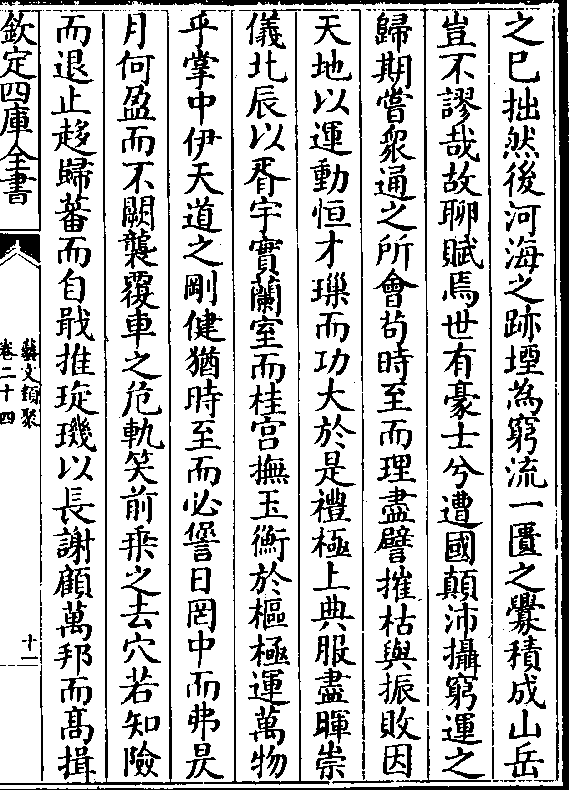 之已拙然後河海之跡堙為窮流一匱之釁積成山岳
豈不謬哉故聊賦焉世有豪士兮遭國顛沛攝窮運之
歸期嘗衆通之所會苟時至而理盡譬摧枯與振敗因
天地以運動恒才瑣而功大於是禮極上典服盡暉崇
儀北辰以葺宇實蘭室而桂宮撫玉衡於樞極運萬物
乎掌中伊天道之剛健猶時至而必愆日罔中而弗昃
月何盈而不闕襲覆車之危軌笑前乗之去穴若知險
而退止趍歸蕃而自戢推琁璣以長謝顧萬邦而高揖
欽定四庫全書
藝文類聚
卷二十四
十一